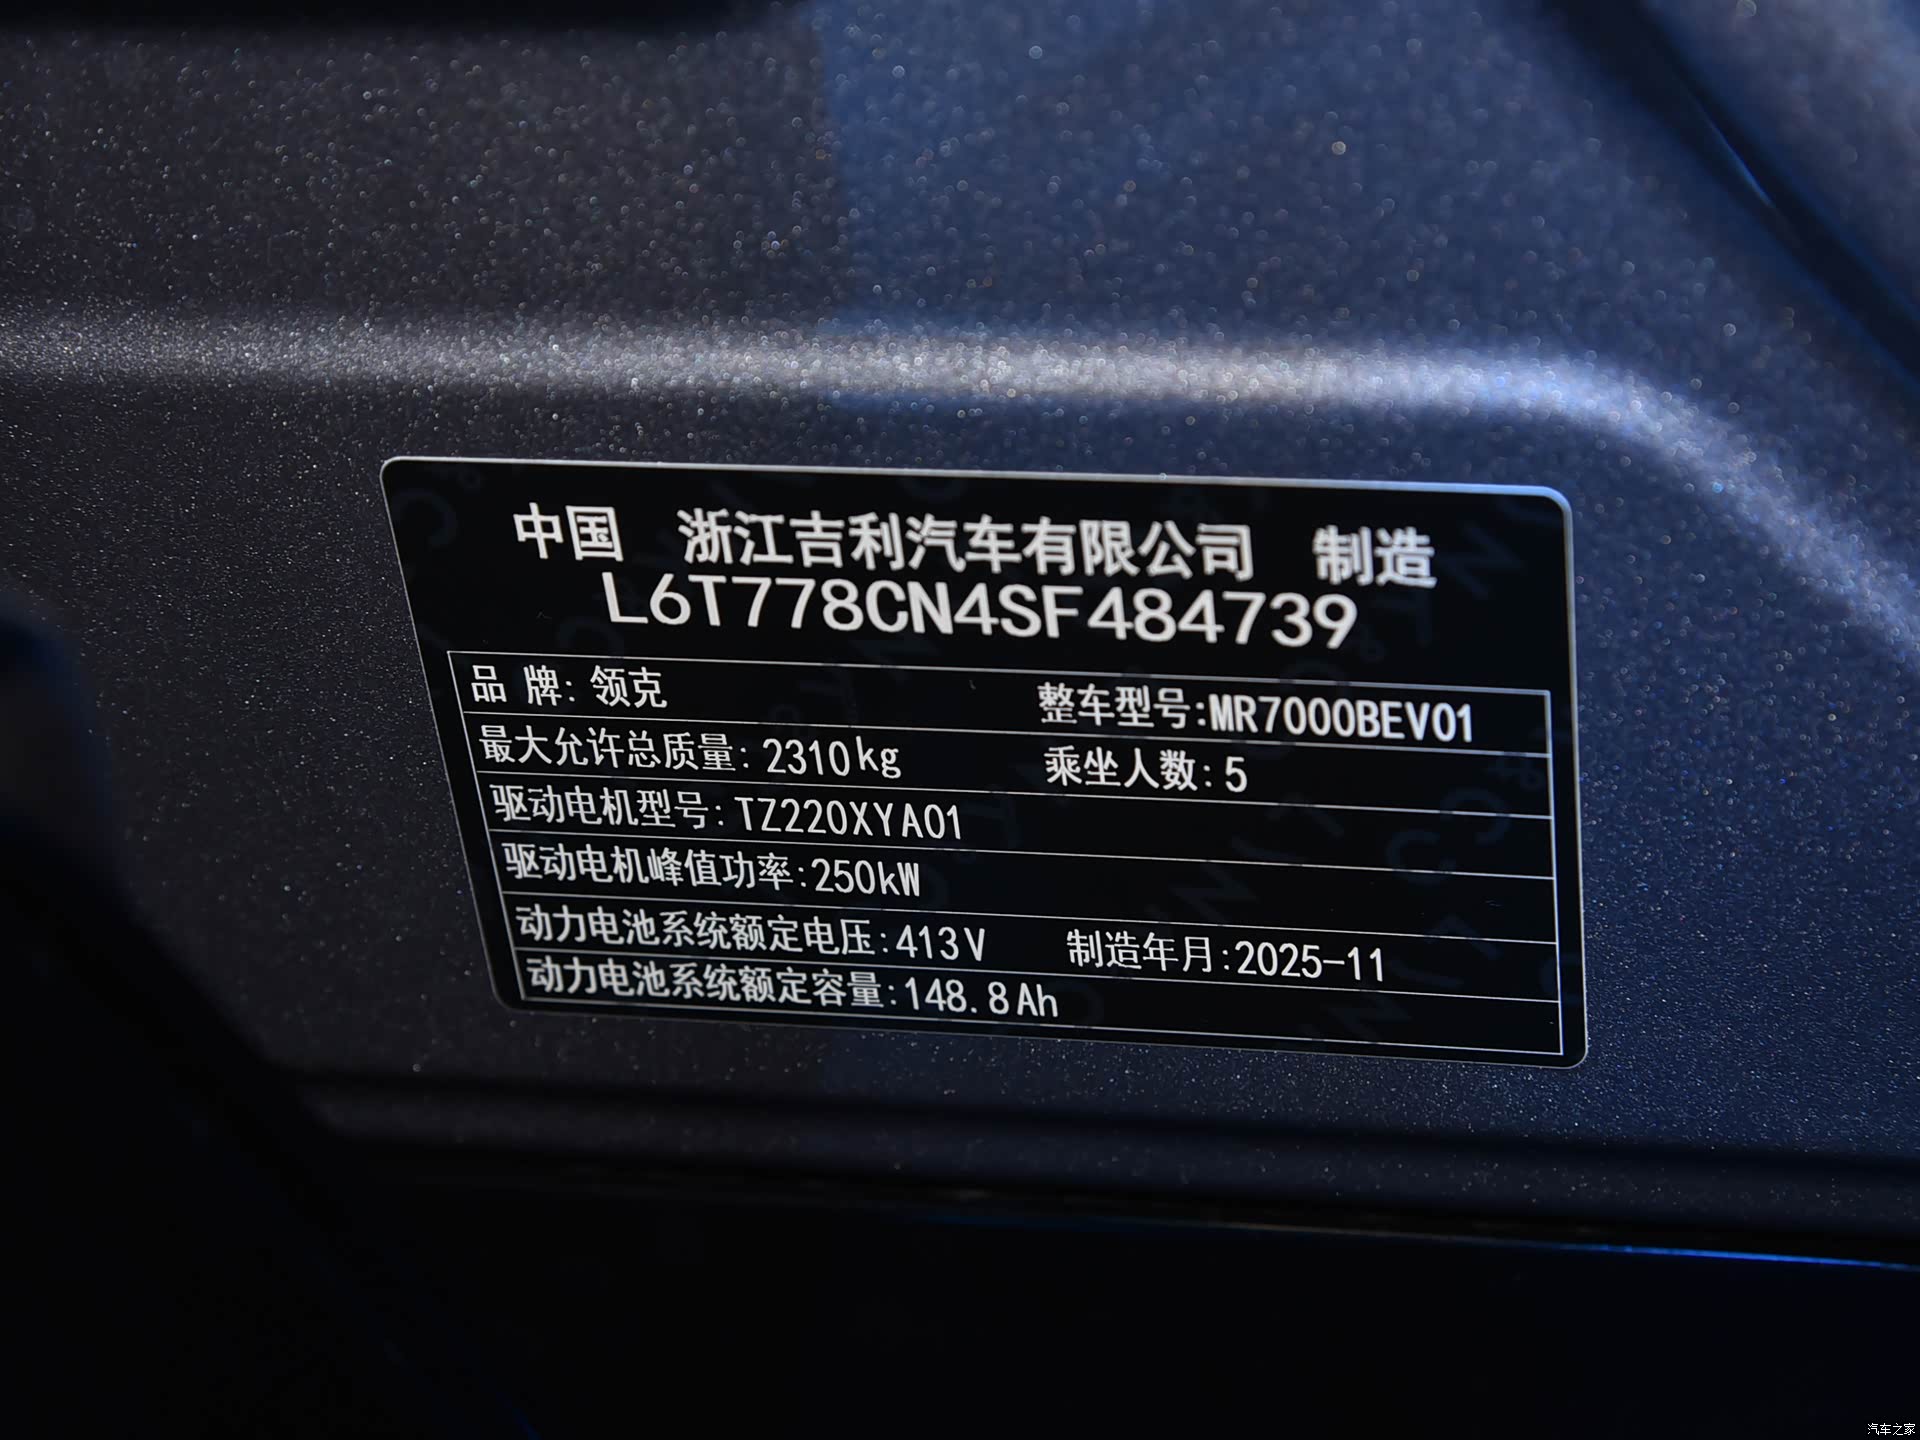 中国 浙江吉利汽车有限公司 制造
L6T778CN4SF484739
品 牌: 领克 整车型号:MR7000BEV01
最大允许总质量: 2310kg 乘坐人数: 5
驱动电机型号: TZ220XYA01
驱动电机峰值功率:250kW
动力电池系统额定电压:413V 制造年月:2025-11
动力电池系统额定容量:148.8Ah
汽车之家